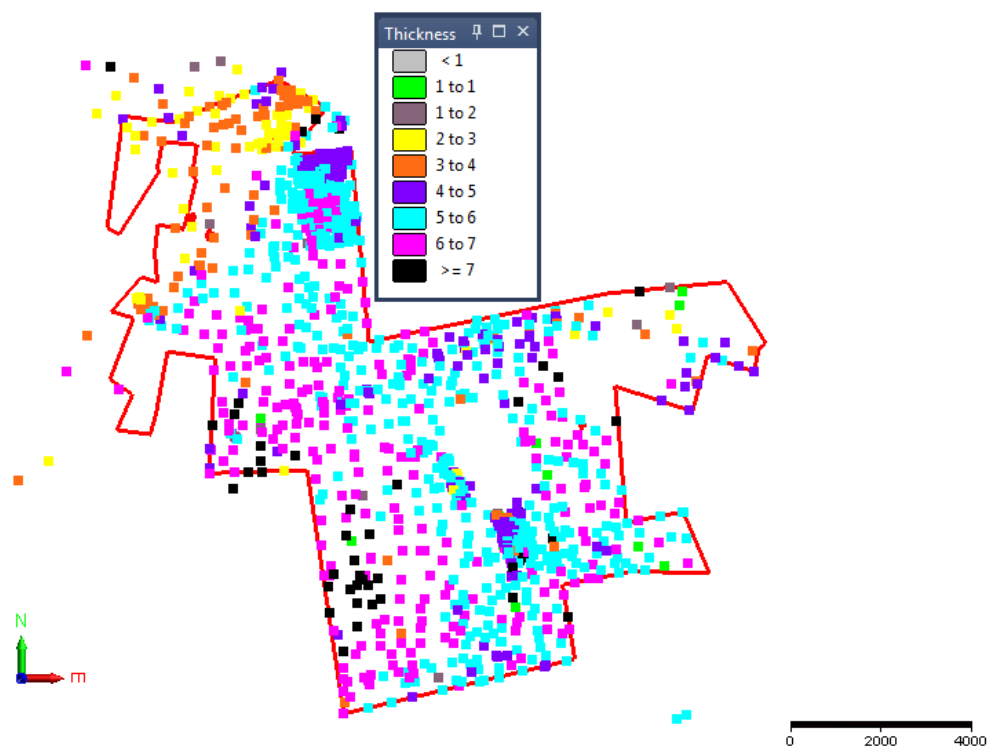 Thickness
< 1
1 to 1
1 to 2
2 to 3
3 to 4
4 to 5
5 to 6
6 to 7
>= 7
N
E
0 2000 4000